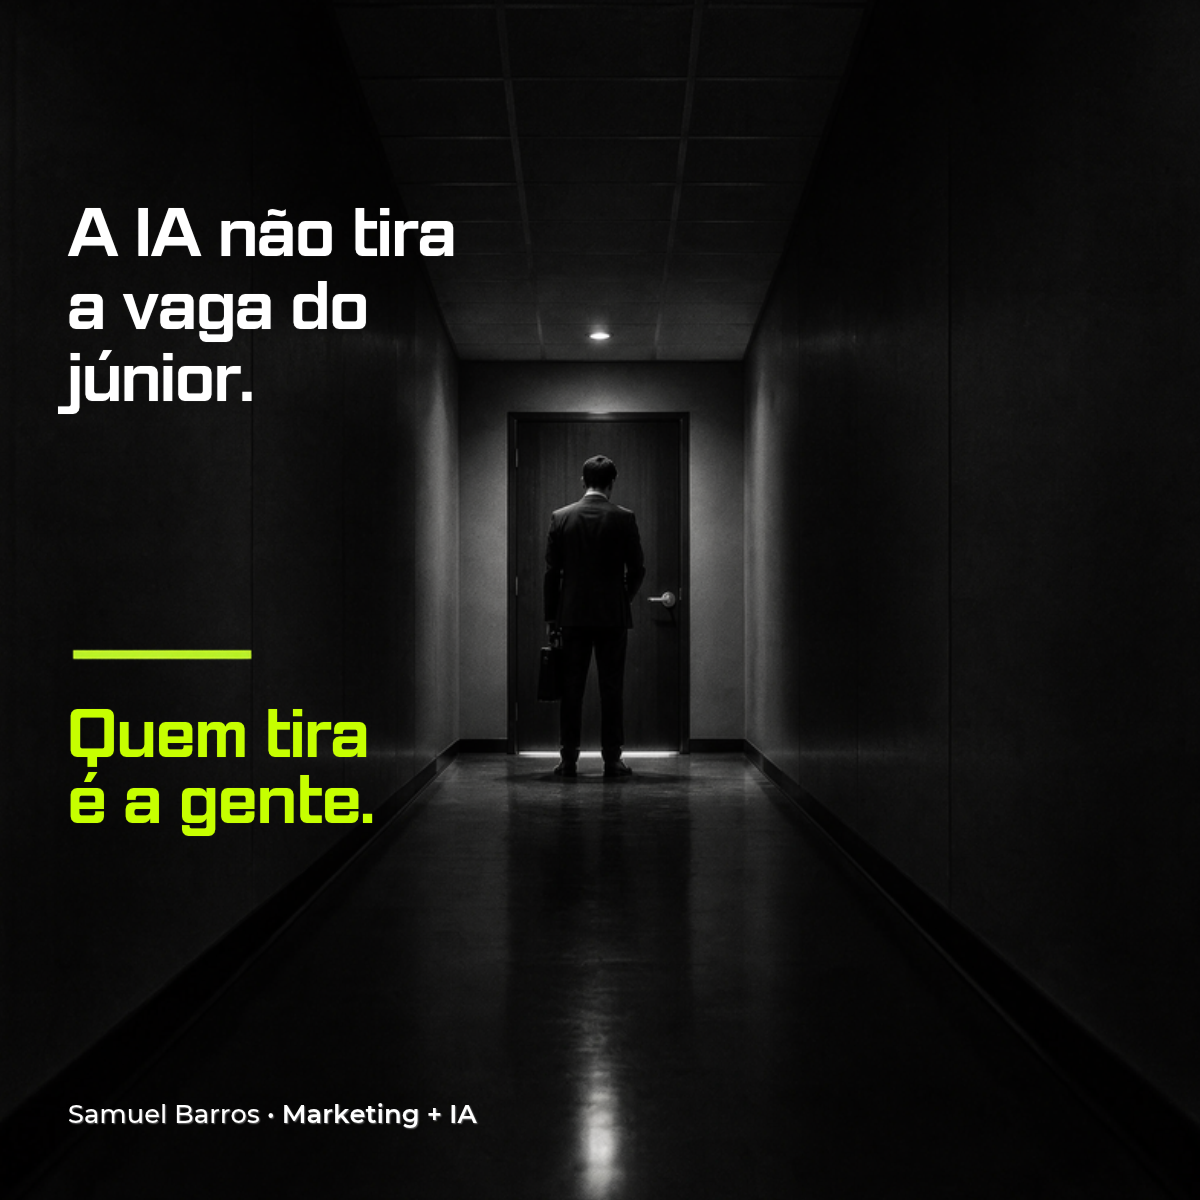 A IA não tira
a vaga do
júnior.
Quem tira
é a gente.
Samuel Barros • Marketing + IA